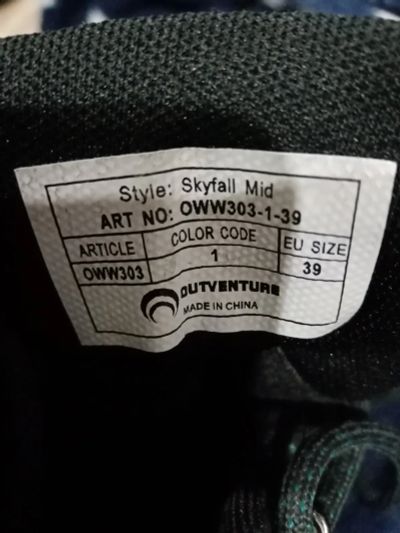 Style: Skyfall Mid
ART NO: OWW303-1-39
ARTICLE COLOR CODE EU SIZE
OWW303 1 39
OUTVENTURE
MADE IN CHINA